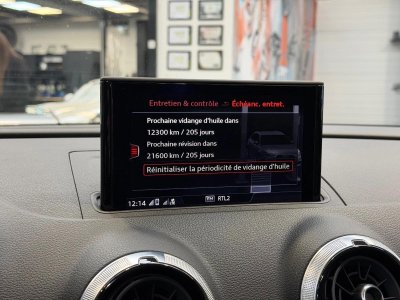 Entretien & contrôle Échéanc. entret.
Prochaine vidange d'huile dans
12300 km / 205 jours
Prochaine révision dans
21600 km / 205 jours
Réinitialiser la périodicité de vidange d'huile
12:14 RTL2